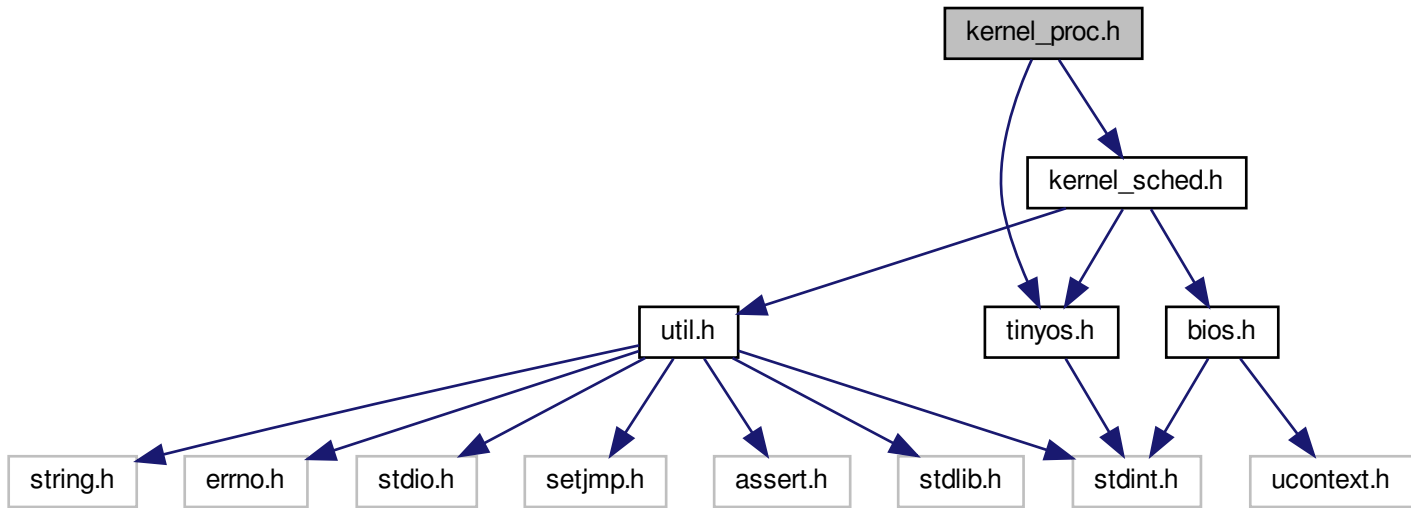 kernel_proc.h
kernel_sched.h
util.h
tinyos.h
bios.h
string.h
errno.h
stdio.h
setjmp.h
assert.h
stdlib.h
stdint.h
ucontext.h